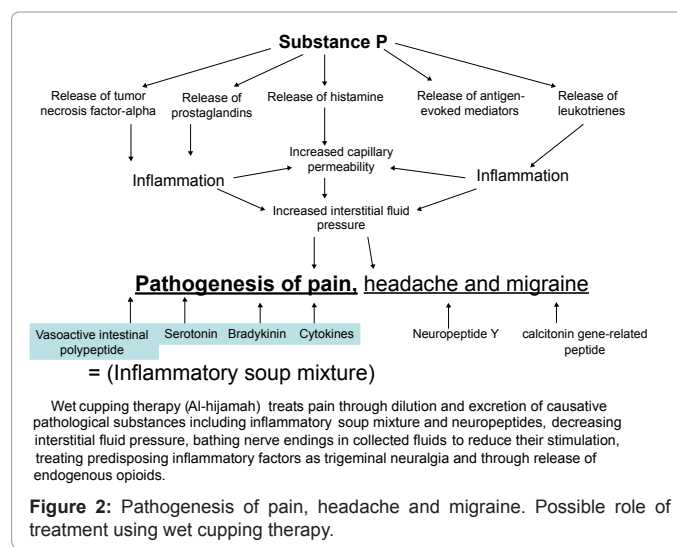 Substance P
Release of tumor
necrosis factor-alpha
Release of
prostaglandins
Release of histamine
Release of antigen-
evoked mediators
Release of
leukotrienes
Increased capillary
permeability
Inflammation
Inflammation
Increased interstitial fluid
pressure
Pathogenesis of pain, headache and migraine
Vasoactive intestinal
polypeptide
Serotonin
Bradykinin
Cytokines
Neuropeptide Y
calcitonin gene-related
peptide
= (Inflammatory soup mixture)
Wet cupping therapy (Al-hijamah) treats pain through dilution and excretion of causative
pathological substances including inflammatory soup mixture and neuropeptides, decreasing
interstitial fluid pressure, bathing nerve endings in collected fluids to reduce their stimulation,
treating predisposing inflammatory factors as trigeminal neuralgia and through release of
endogenous opioids.
Figure 2: Pathogenesis of pain, headache and migraine. Possible role of
treatment using wet cupping therapy.